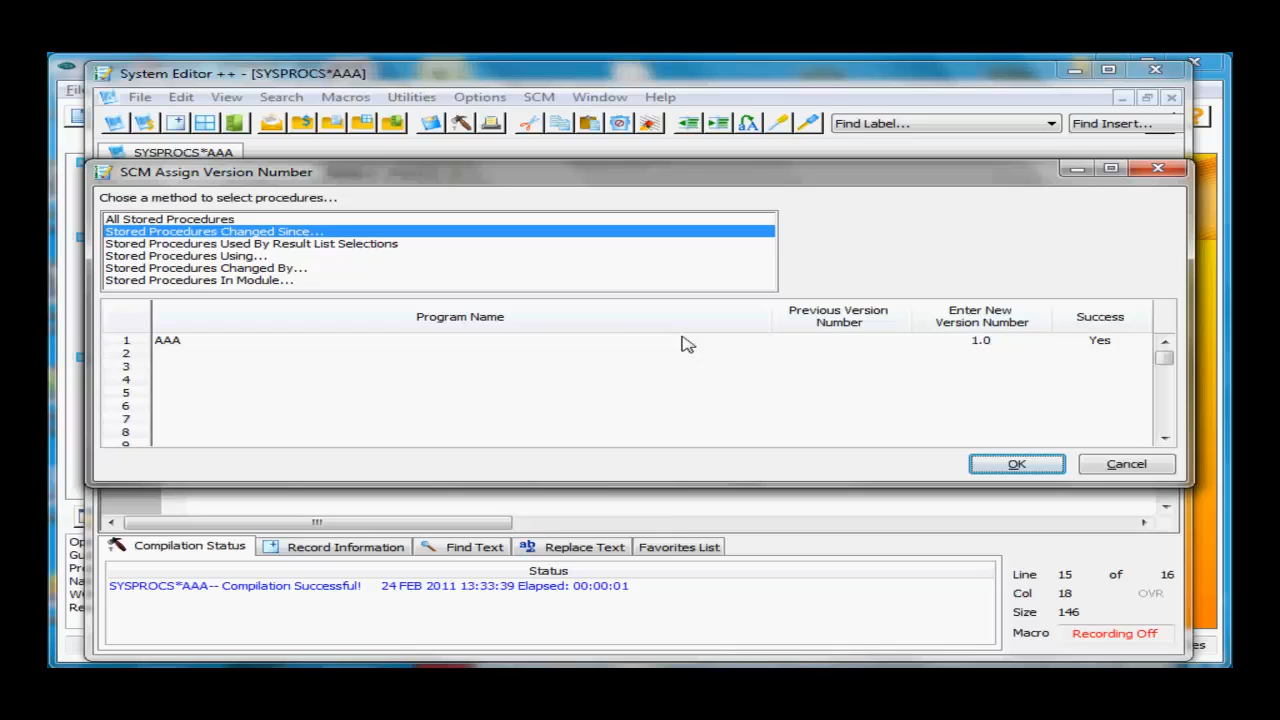 System Editor ++ - [SYSPROCS*AAA]
File Edit View Search Macros Utilities Options SCM Window Help
Find Label... Find Insert...
SYSPROCS*AAA
SCM Assign Version Number
Chose a method to select procedures...
All Stored Procedures
Stored Procedures Changed Since...
Stored Procedures Used By Result List Selections
Stored Procedures Using...
Stored Procedures Changed By...
Stored Procedures In Module...
Program Name Previous Version Number Enter New Version Number Success
1 AAA 1.0 Yes
2
3
4
5
6
7
8
9
OK Cancel
Compilation Status Record Information Find Text Replace Text Favorites List
Status
SYSPROCS*AAA-- Compilation Successful! 24 FEB 2011 13:33:39 Elapsed: 00:00:01
Line 15 of 16
Col 18 OVR
Size 146
Macro Recording Off